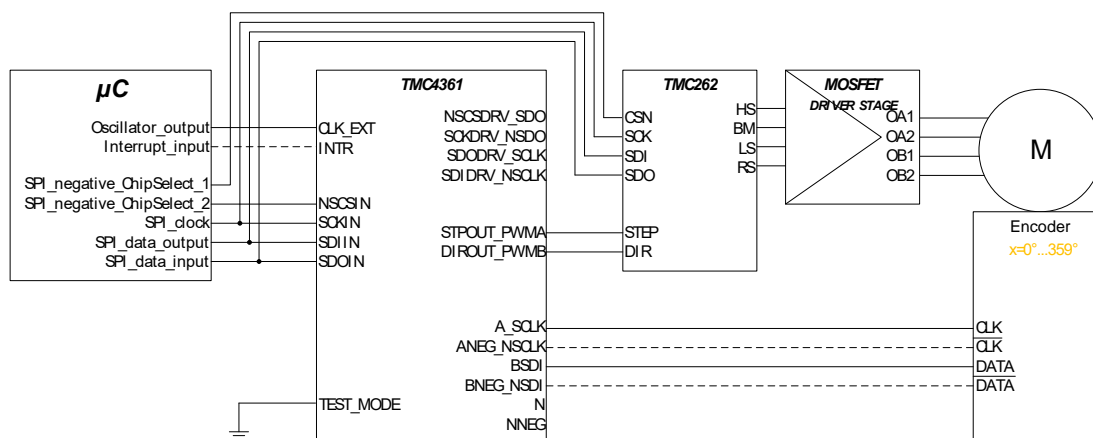 µC
Oscillator_output
Interrupt_input
SPI_negative_ChipSelect_1
SPI_negative_ChipSelect_2
SPI_clock
SPI_data_output
SPI_data_input
TMC4361
CLK_EXT
INTR
NSCSIN
SCKIN
SDIIN
SDOIN
TEST_MODE
NSCSDRV_SDO
SCKDRV_NSDO
SDODRV_SCLK
SDIDRV_NSCLK
STPOUT_PWMA
DIROUT_PWMB
A_SCLK
ANEG_NSCLK
BSDI
BNEG_NSDI
N
NNEG
TMC262
CSN
SCK
SDI
SDO
STEP
DIR
HS
BM
LS
RS
MOSFET
DRIVER STAGE
OA1
OA2
OB1
OB2
M
Encoder
x=0°...359°
CLK
CLK
DATA
DATA